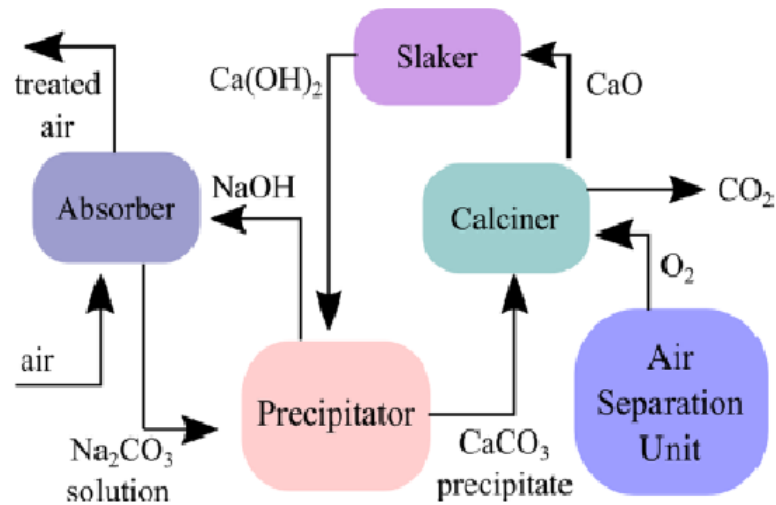 Slaker
treated
air
Ca(OH)₂
CaO
Absorber
NaOH
Calciner
CO₂
O₂
air
Precipitator
Air
Separation
Unit
Na₂CO₃
solution
CaCO₃
precipitate